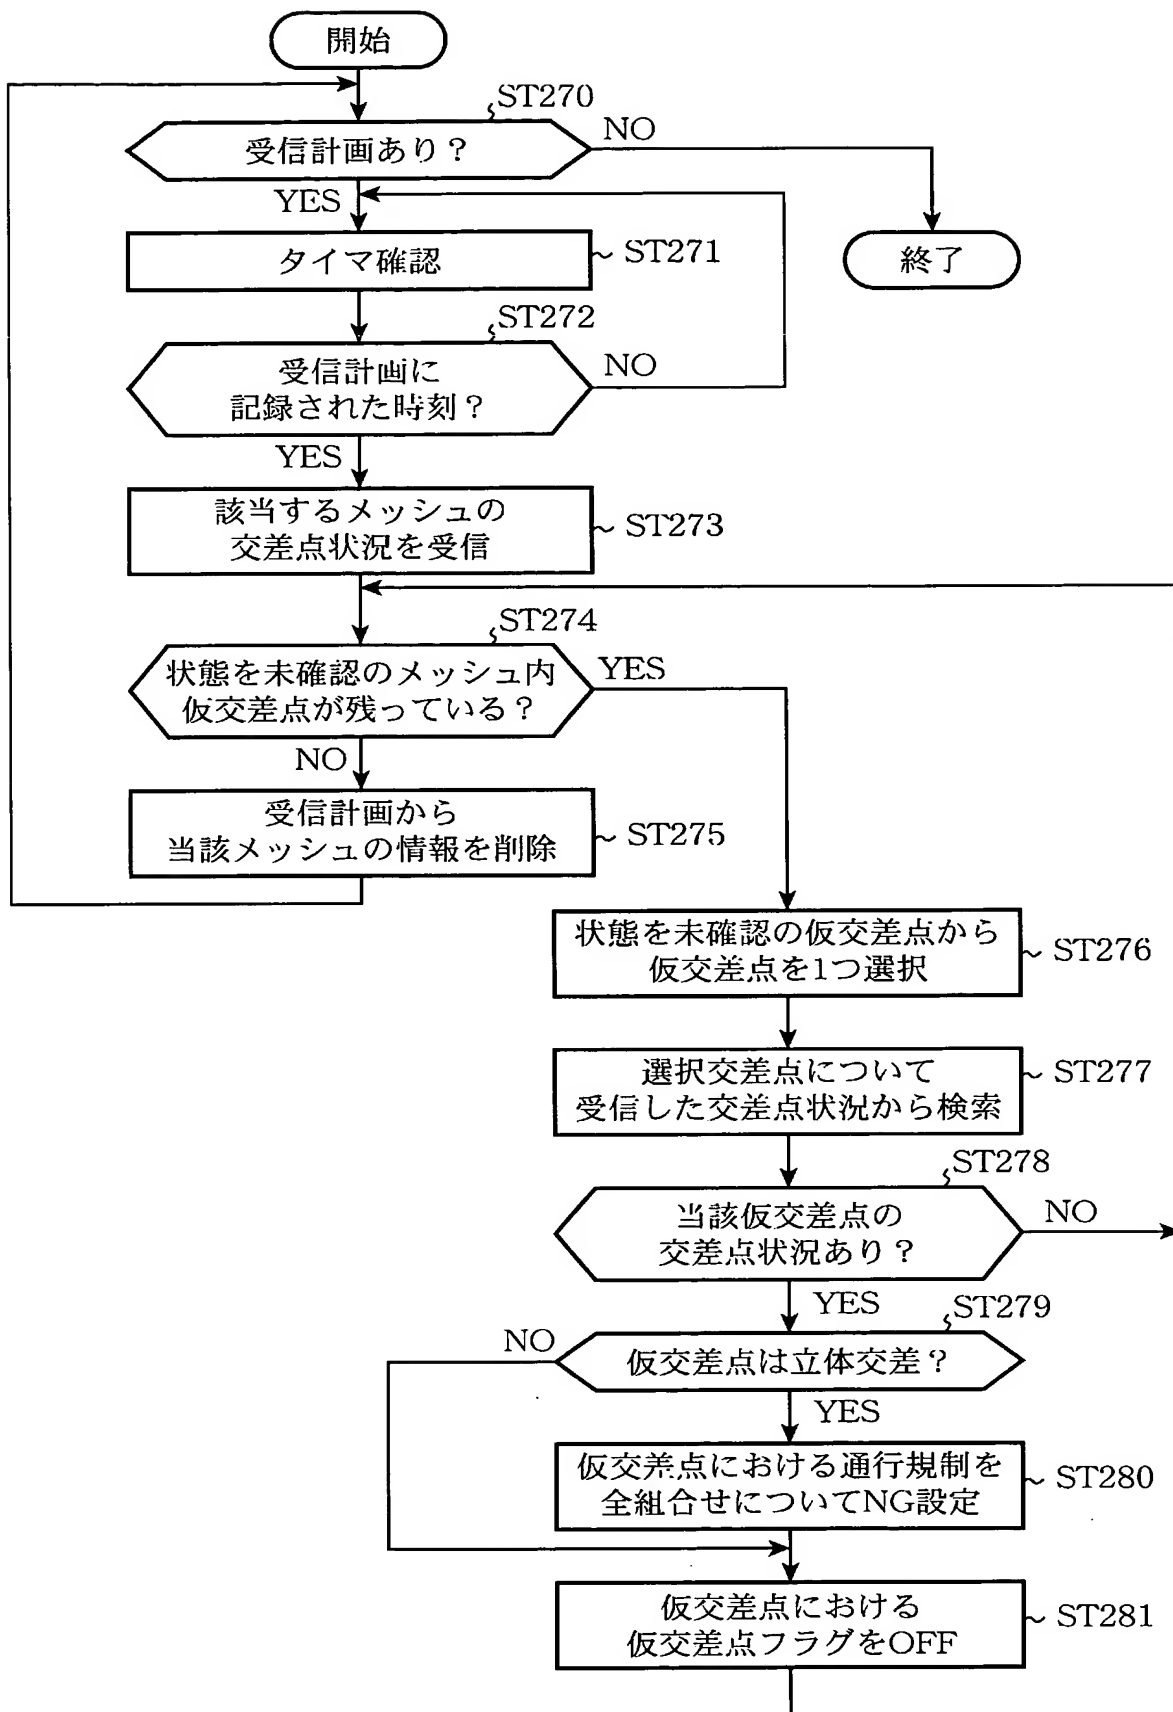 開始
ST270
受信計画あり?
NO
YES
終了
タイマ確認
ST271
ST272
受信計画に
記録された時刻?
NO
YES
該当するメッシュの
交差点状況を受信
ST273
ST274
状態を未確認のメッシュ内
仮交差点が残っている?
YES
NO
受信計画から
当該メッシュの情報を削除
ST275
状態を未確認の仮交差点から
仮交差点を1つ選択
ST276
選択交差点について
受信した交差点状況から検索
ST277
ST278
当該仮交差点の
交差点状況あり?
NO
YES
ST279
NO
仮交差点は立体交差?
YES
仮交差点における通行規制を
全組合せについてNG設定
ST280
仮交差点における
仮交差点フラグをOFF
ST281